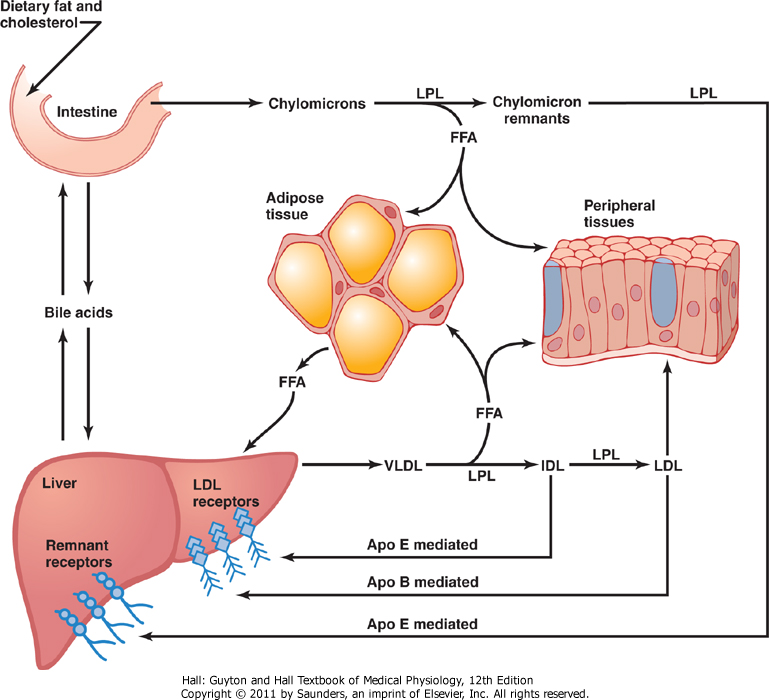 Dietary fat and
cholesterol
Intestine
Chylomicrons
LPL
Chylomicron
remnants
LPL
FFA
Adipose
tissue
Peripheral
tissues
Bile acids
FFA
FFA
Liver
LDL
receptors
VLDL
LPL
IDL
LPL
LDL
Remnant
receptors
Apo E mediated
Apo B mediated
Apo E mediated
Hall: Guyton and Hall Textbook of Medical Physiology, 12th Edition
Copyright © 2011 by Saunders, an imprint of Elsevier, Inc. All rights reserved.